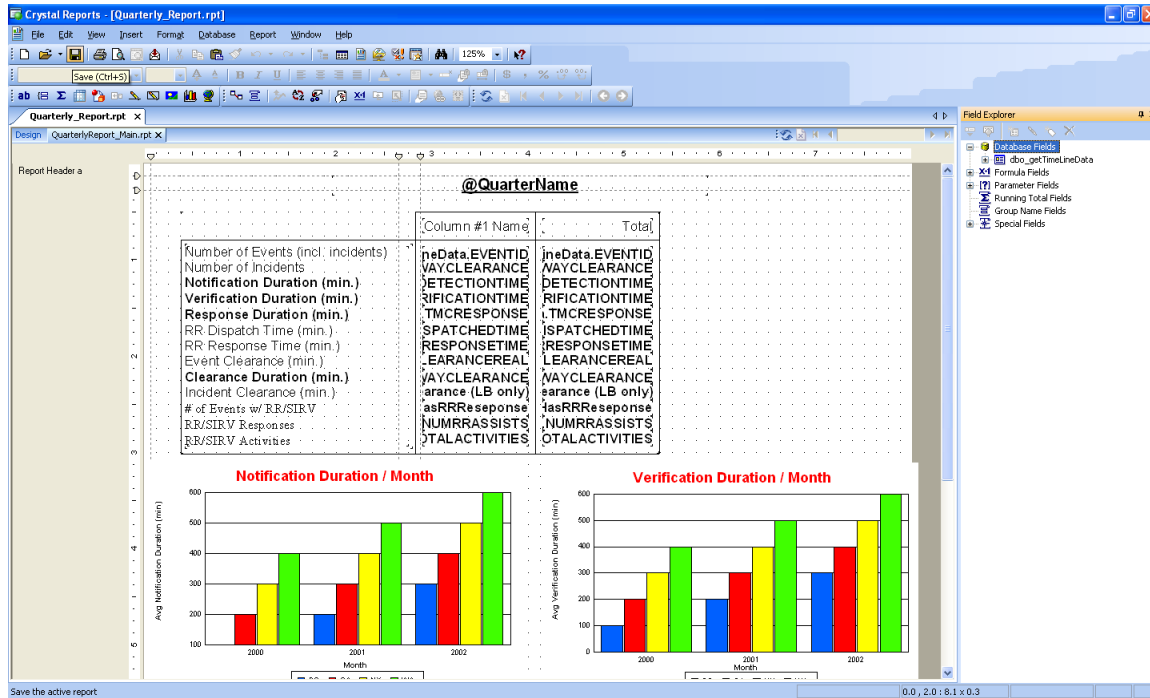 Crystal Reports - [Quarterly_Report.rpt]
File Edit View Insert Format Database Report Window Help
125%
Save (Ctrl+S)
Quarterly_Report.rpt
Design QuarterlyReport_Main.rpt
Report Header a
@QuarterName
Column #1 Name Total
Number of Events (incl. incidents) neData.EVENTID ineData.EVENTID
Number of Incidents WAYCLEARANCE WAYCLEARANCE
Notification Duration (min.) DETECTIONTIME DETECTIONTIME
Verification Duration (min.) RIFICATIONTIME RIFICATIONTIME
Response Duration (min.) .TMCRESPONSE .TMCRESPONSE
RR Dispatch Time (min.) SPATCHEDTIME ISPATCHEDTIME
RR Response Time (min.) RESPONSETIME RESPONSETIME
Event Clearance (min.) EARANCEREAL LEARANCEREAL
Clearance Duration (min.) WAYCLEARANCE WAYCLEARANCE
Incident Clearance (min.) arance (LB only) earance (LB only)
# of Events w/ RR/SIRV asRRReseponse HasRRReseponse
RR/SIRV Responses NUMRRASSISTS .NUMRRASSISTS
RR/SIRV Activities OTALACTIVITIES OTALACTIVITIES
Notification Duration / Month
Avg Notification Duration (min)
600
500
400
300
200
100
2000 2001 2002
Month
Verification Duration / Month
Avg Verification Duration (min)
600
500
400
300
200
100
0
2000 2001 2002
Month
Field Explorer
Database Fields
dbo_getTimeLineData
Formula Fields
Parameter Fields
Running Total Fields
Group Name Fields
Special Fields
Save the active report
0.0 , 2.0 : 8.1 x 0.3